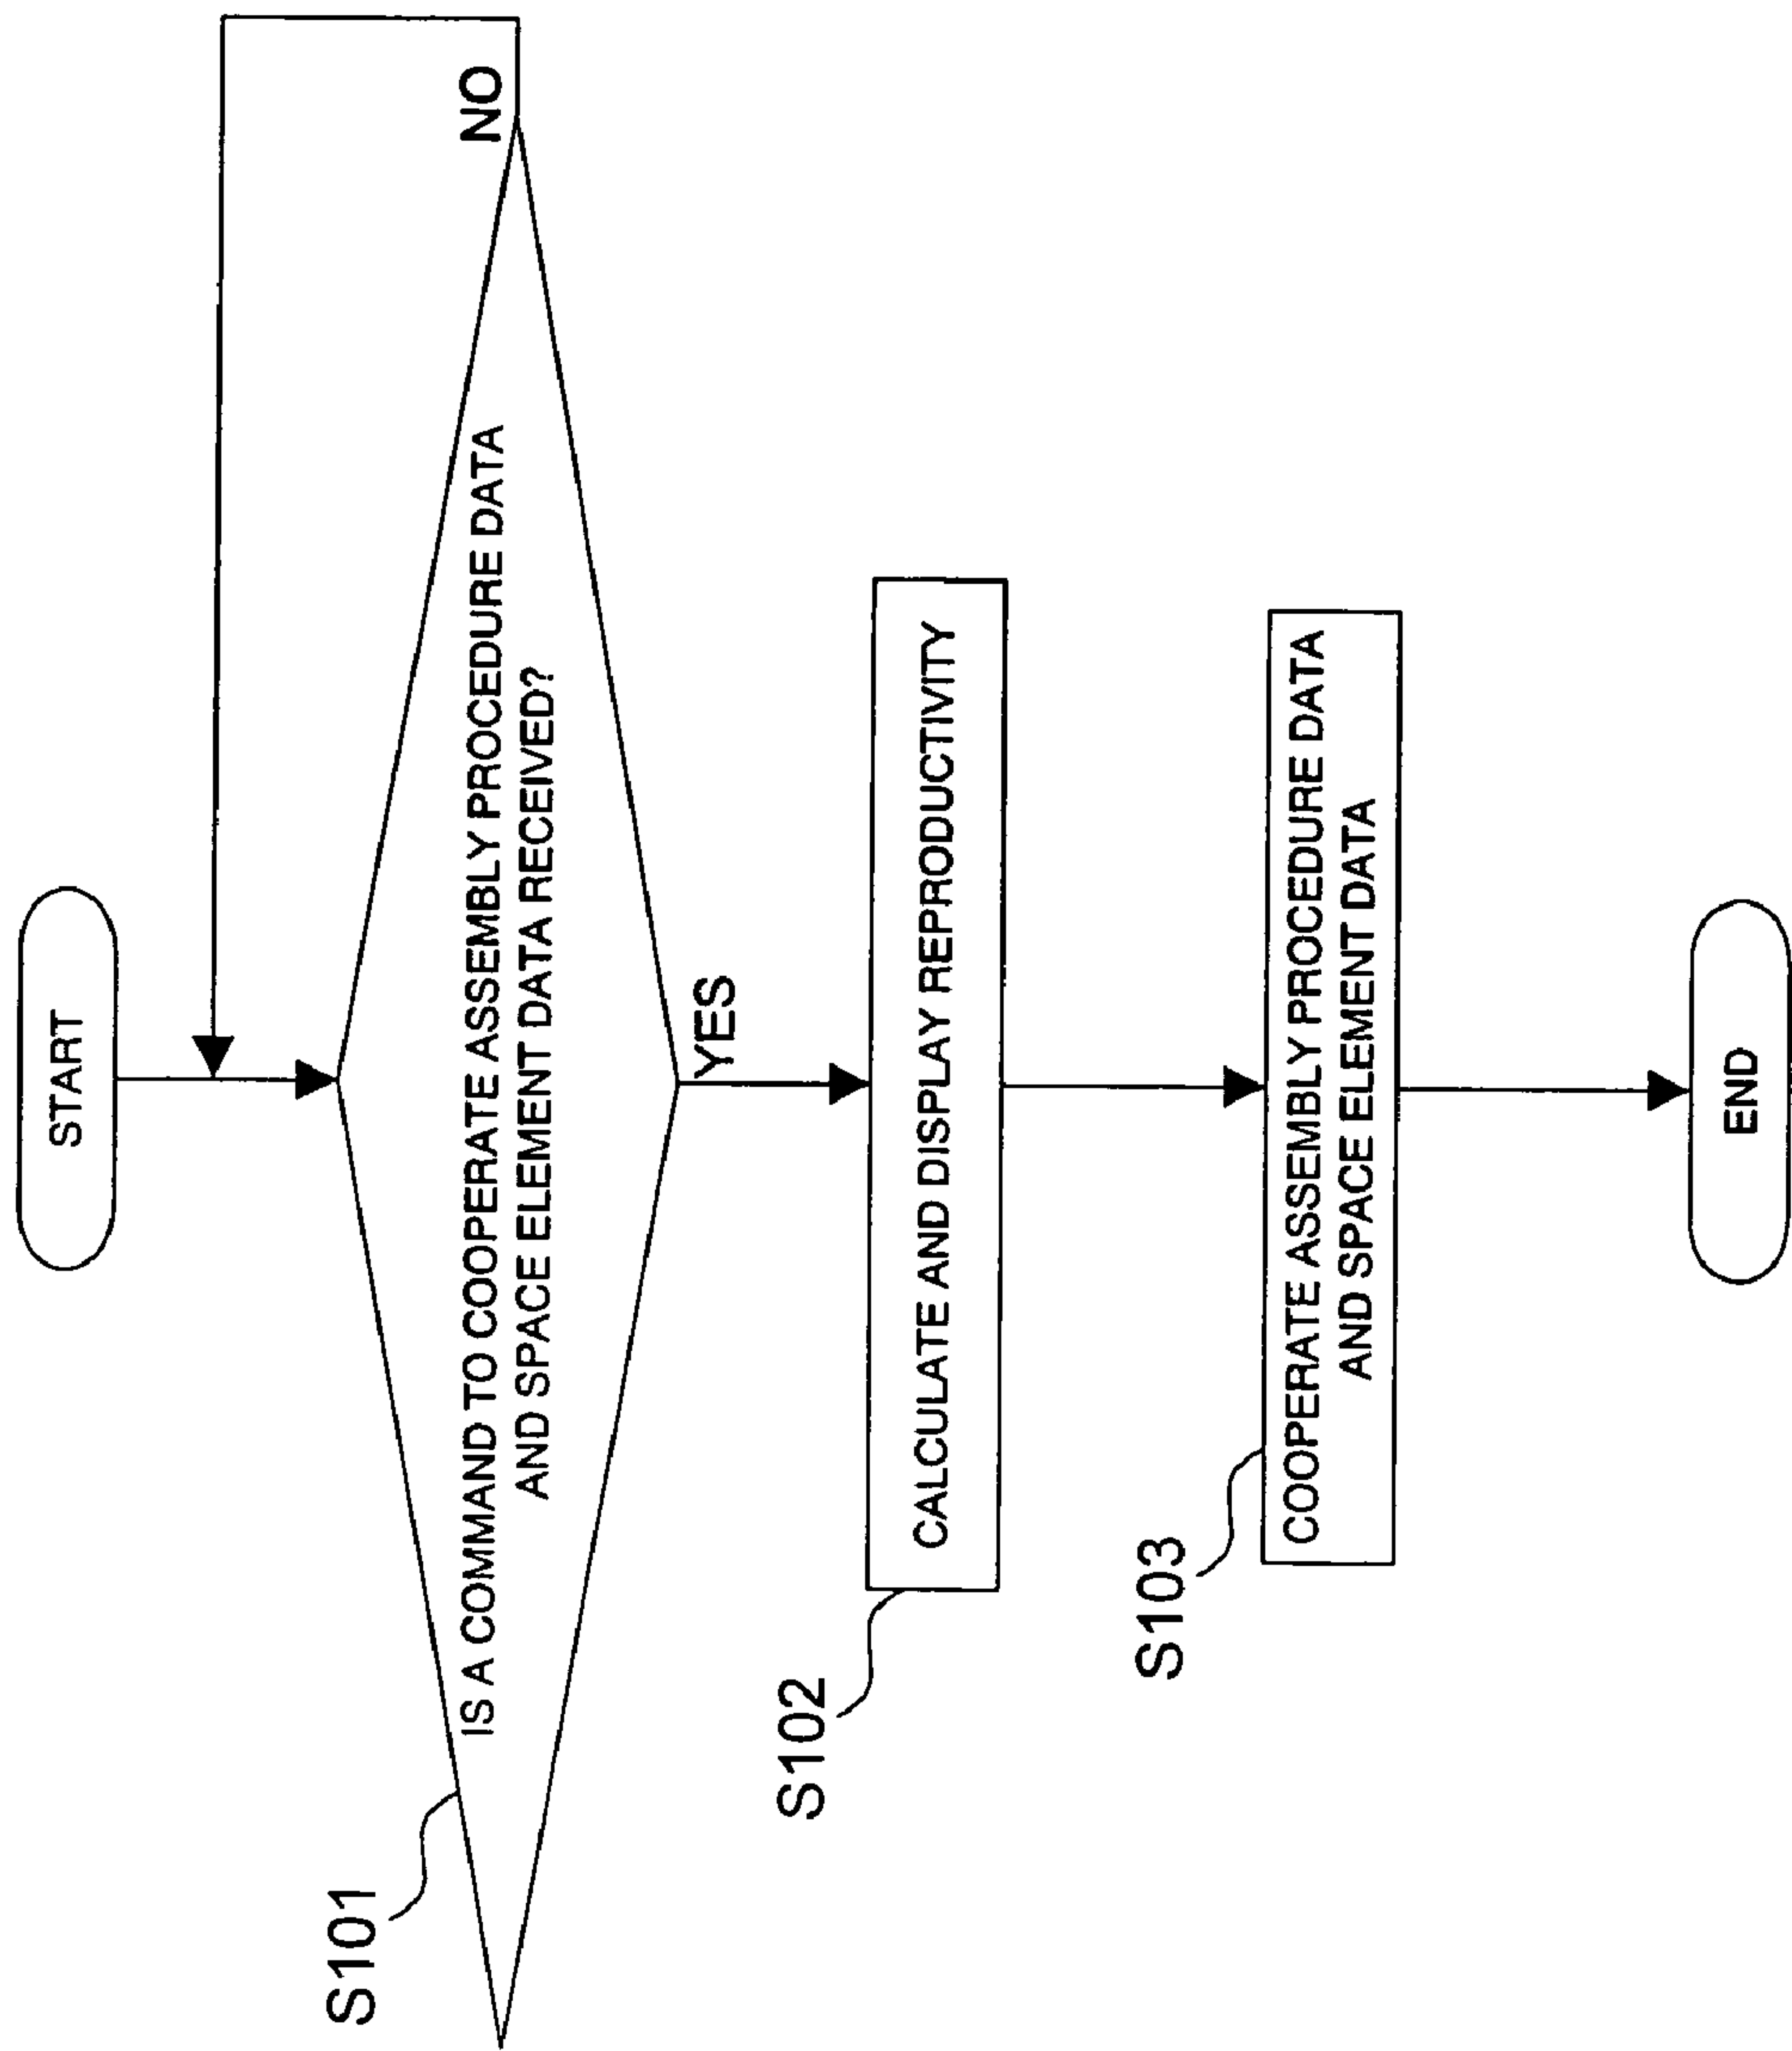 START
S101
IS A COMMAND TO COOPERATE ASSEMBLY PROCEDURE DATA
AND SPACE ELEMENT DATA RECEIVED?
NO
YES
S102
CALCULATE AND DISPLAY REPRODUCTIVITY
S103
COOPERATE ASSEMBLY PROCEDURE DATA
AND SPACE ELEMENT DATA
END